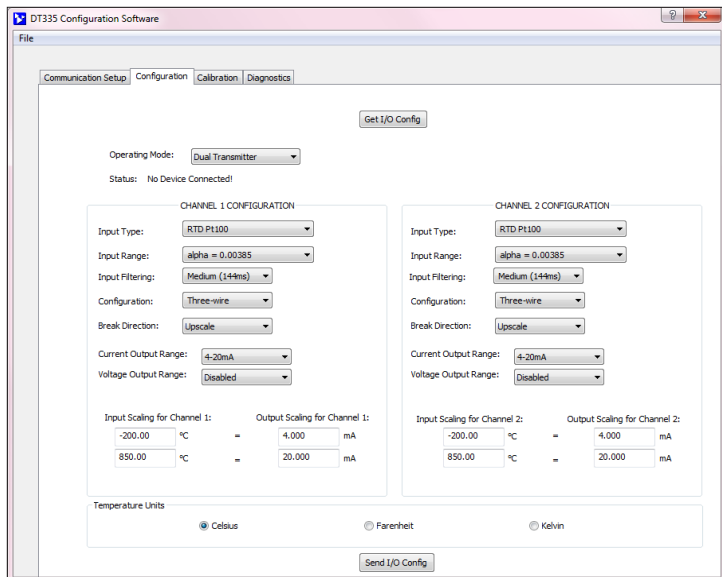 DT335 Configuration Software
File
Communication Setup Configuration Calibration Diagnostics
Get I/O Config
Operating Mode: Dual Transmitter
Status: No Device Connected!
CHANNEL 1 CONFIGURATION
Input Type: RTD Pt100
Input Range: alpha = 0.00385
Input Filtering: Medium (144ms)
Configuration: Three-wire
Break Direction: Upscale
Current Output Range: 4-20mA
Voltage Output Range: Disabled
Input Scaling for Channel 1: Output Scaling for Channel 1:
-200.00 ºC = 4.000 mA
850.00 ºC = 20.000 mA
CHANNEL 2 CONFIGURATION
Input Type: RTD Pt100
Input Range: alpha = 0.00385
Input Filtering: Medium (144ms)
Configuration: Three-wire
Break Direction: Upscale
Current Output Range: 4-20mA
Voltage Output Range: Disabled
Input Scaling for Channel 2: Output Scaling for Channel 2:
-200.00 ºC = 4.000 mA
850.00 ºC = 20.000 mA
Temperature Units
Celsius Farenheit Kelvin
Send I/O Config